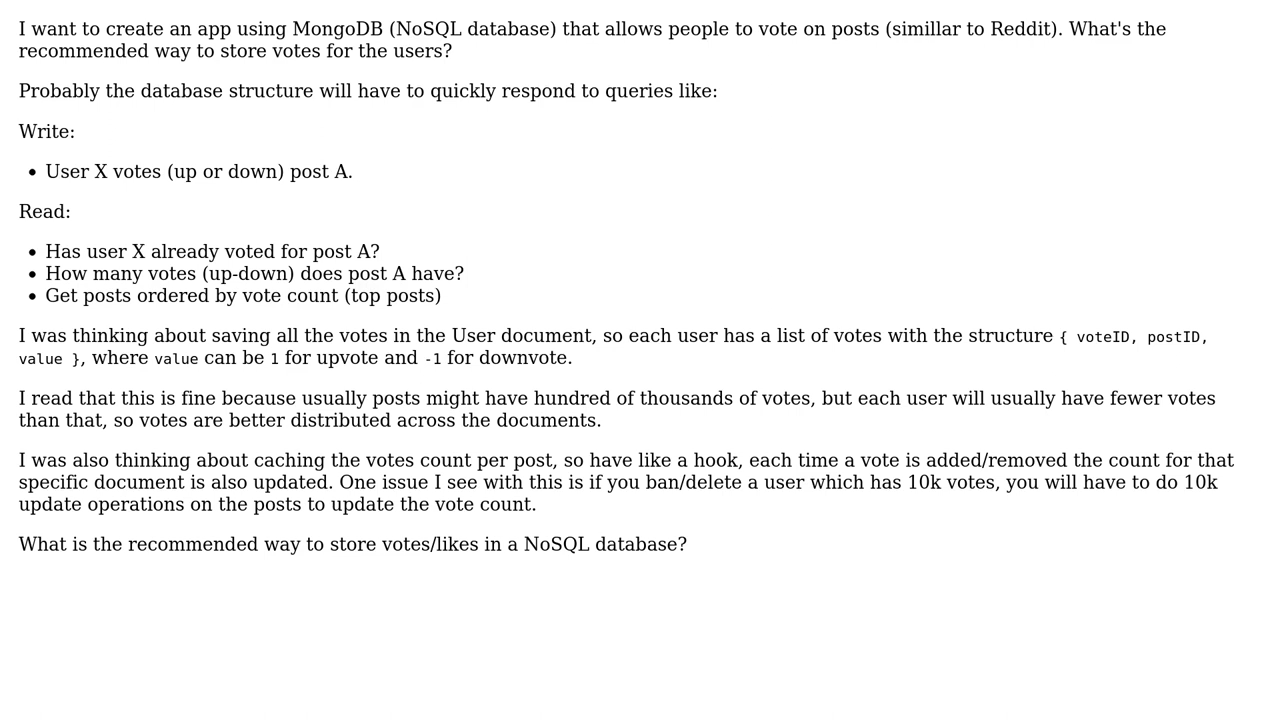 I want to create an app using MongoDB (NoSQL database) that allows people to vote on posts (simillar to Reddit). What's the
recommended way to store votes for the users?
Probably the database structure will have to quickly respond to queries like:
Write:
• User X votes (up or down) post A.
Read:
• Has user X already voted for post A?
• How many votes (up-down) does post A have?
• Get posts ordered by vote count (top posts)
I was thinking about saving all the votes in the User document, so each user has a list of votes with the structure { voteID, postID,
value }, where value can be 1 for upvote and -1 for downvote.
I read that this is fine because usually posts might have hundred of thousands of votes, but each user will usually have fewer votes
than that, so votes are better distributed across the documents.
I was also thinking about caching the votes count per post, so have like a hook, each time a vote is added/removed the count for that
specific document is also updated. One issue I see with this is if you ban/delete a user which has 10k votes, you will have to do 10k
update operations on the posts to update the vote count.
What is the recommended way to store votes/likes in a NoSQL database?